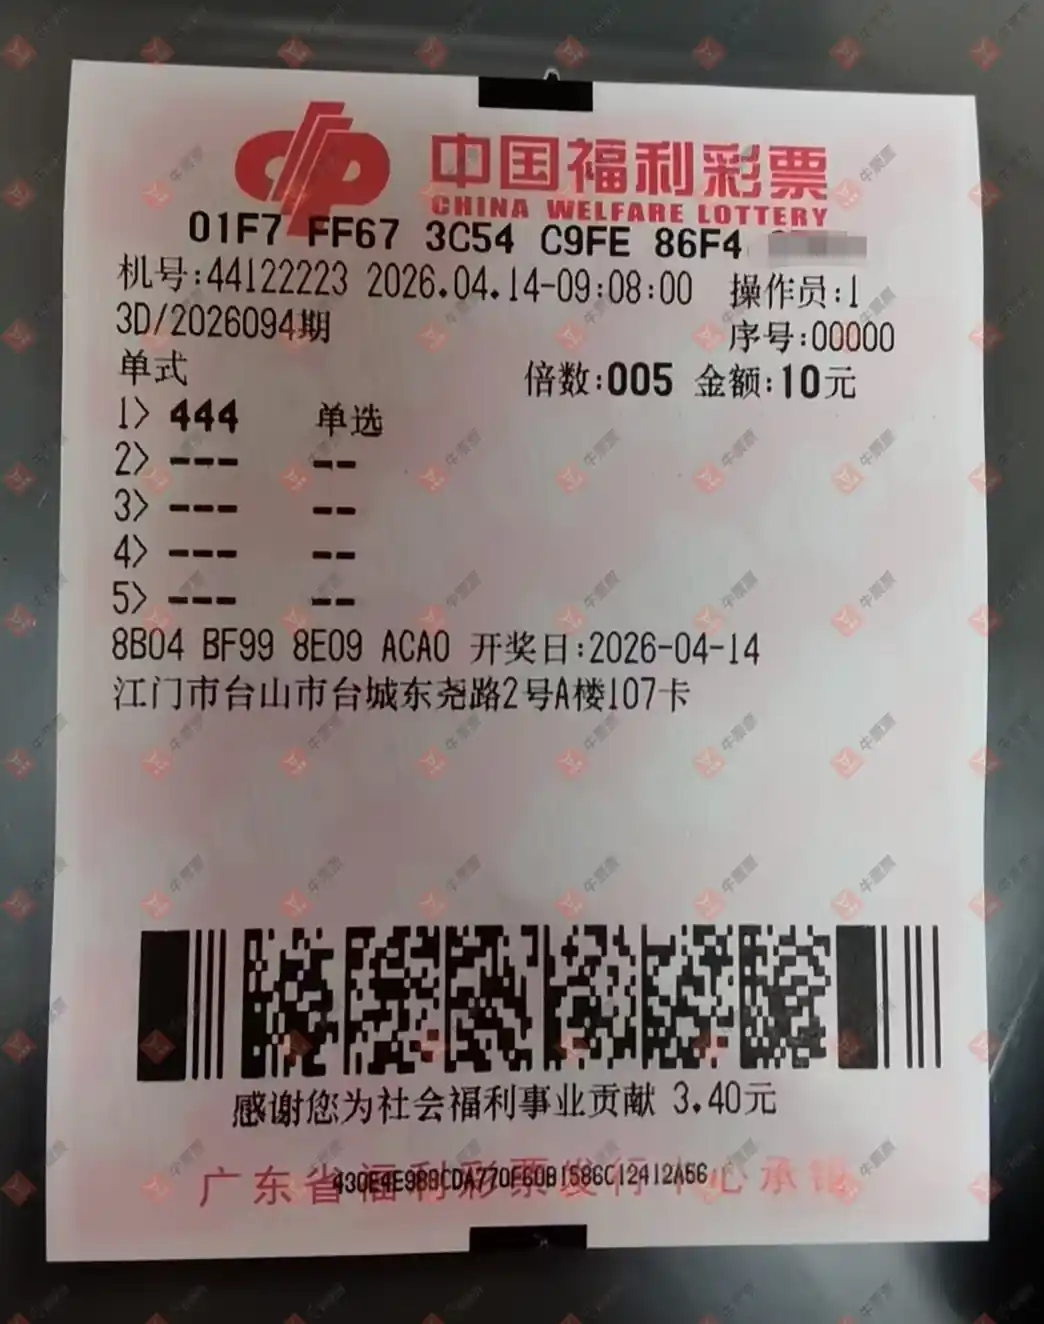 中国福利彩票
CHINA WELFARE LOTTERY
01F7 FF67 3C54 C9FE 86F4
机号:44122223 2026.04.14-09:08:00 操作员:1
3D/2026094期 序号:00000
单式 倍数:005 金额:10元
1> 444 单选
2> --- --
3> --- --
4> --- --
5> --- --
8B04 BF99 8E09 ACA0 开奖日:2026-04-14
江门市台山市台城东尧路2号A楼107卡
感谢您为社会福利事业贡献 3.40元
广东省福利彩票发行中心承销